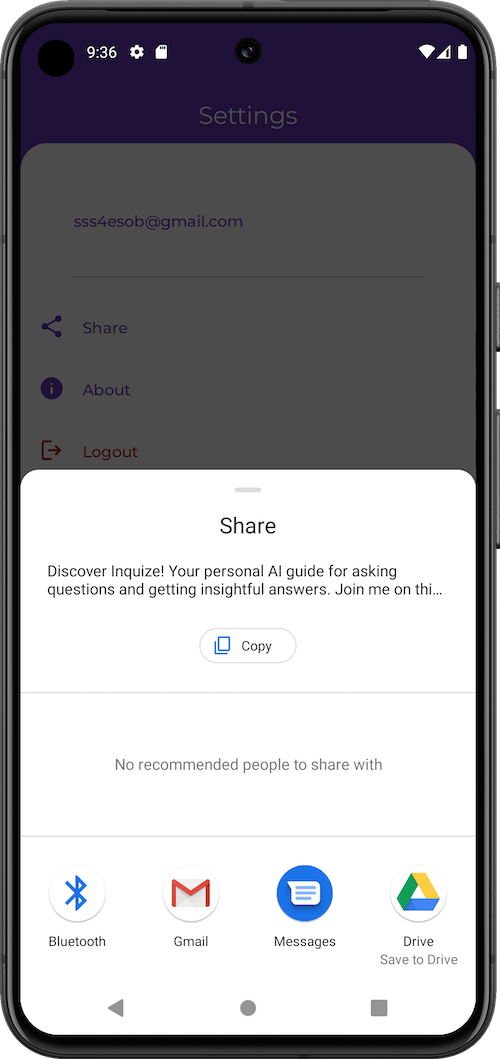 9:36
Settings
sss4esob@gmail.com
Share
About
Logout
Share
Discover Inquize! Your personal AI guide for asking
questions and getting insightful answers. Join me on thi...
Copy
No recommended people to share with
Bluetooth
Gmail
Messages
Drive
Save to Drive